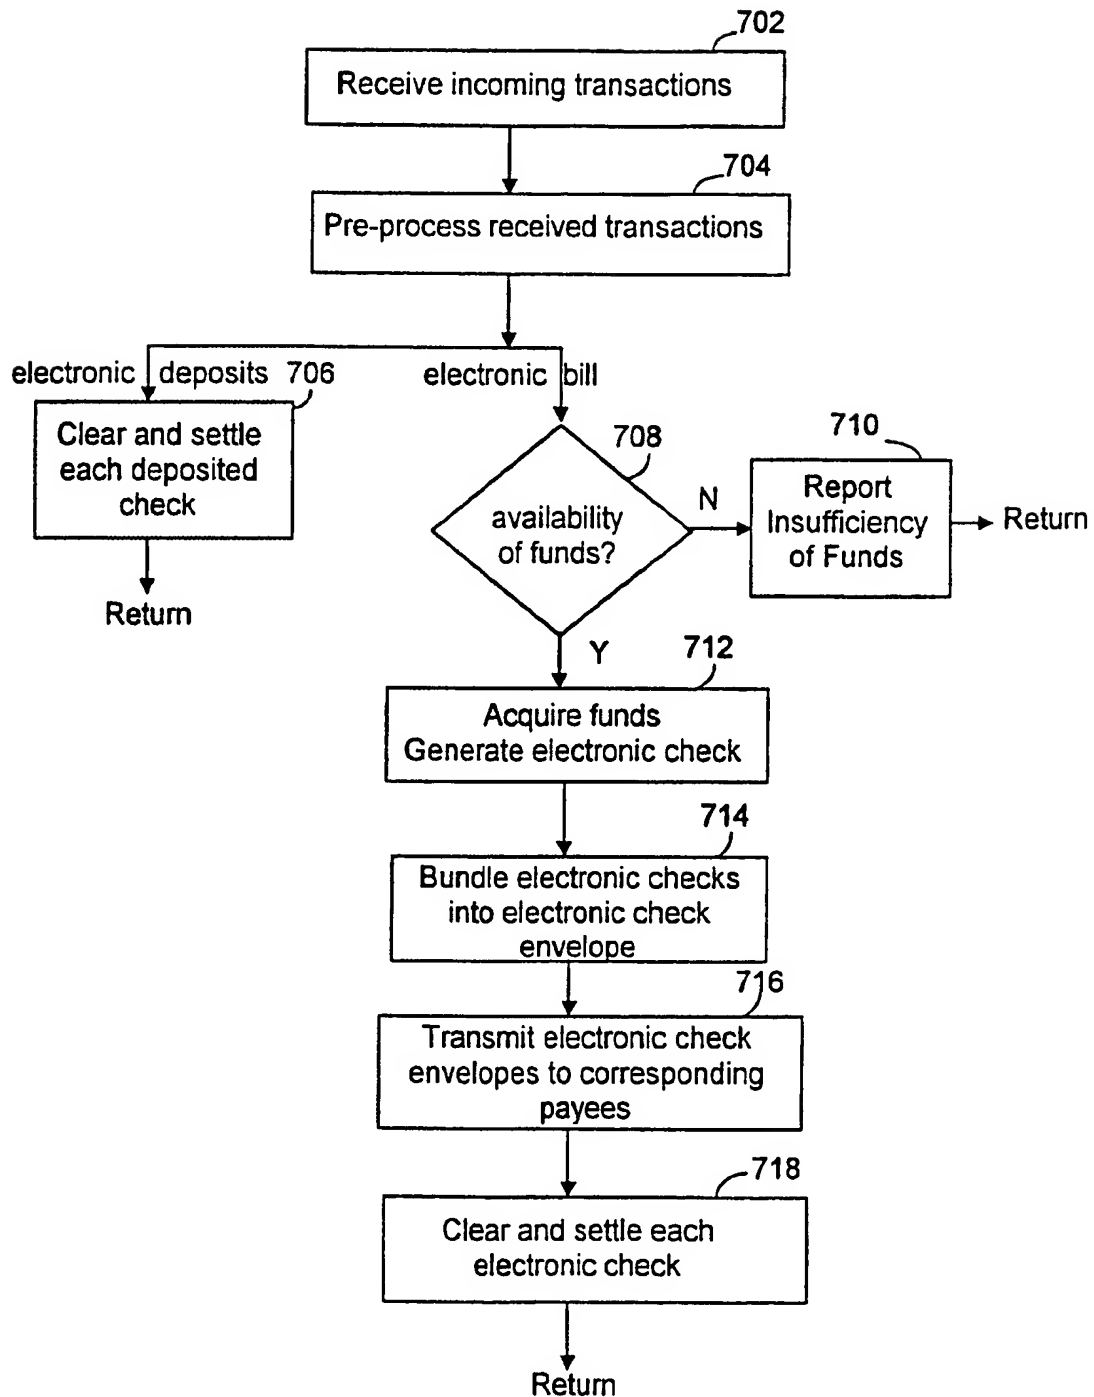 702
Receive incoming transactions
704
Pre-process received transactions
electronic deposits 706
electronic bill
Clear and settle
each deposited
check
Return
708
availability
of funds?
N
710
Report
Insufficiency
of Funds
Return
Y
712
Acquire funds
Generate electronic check
714
Bundle electronic checks
into electronic check
envelope
716
Transmit electronic check
envelopes to corresponding
payees
718
Clear and settle each
electronic check
Return